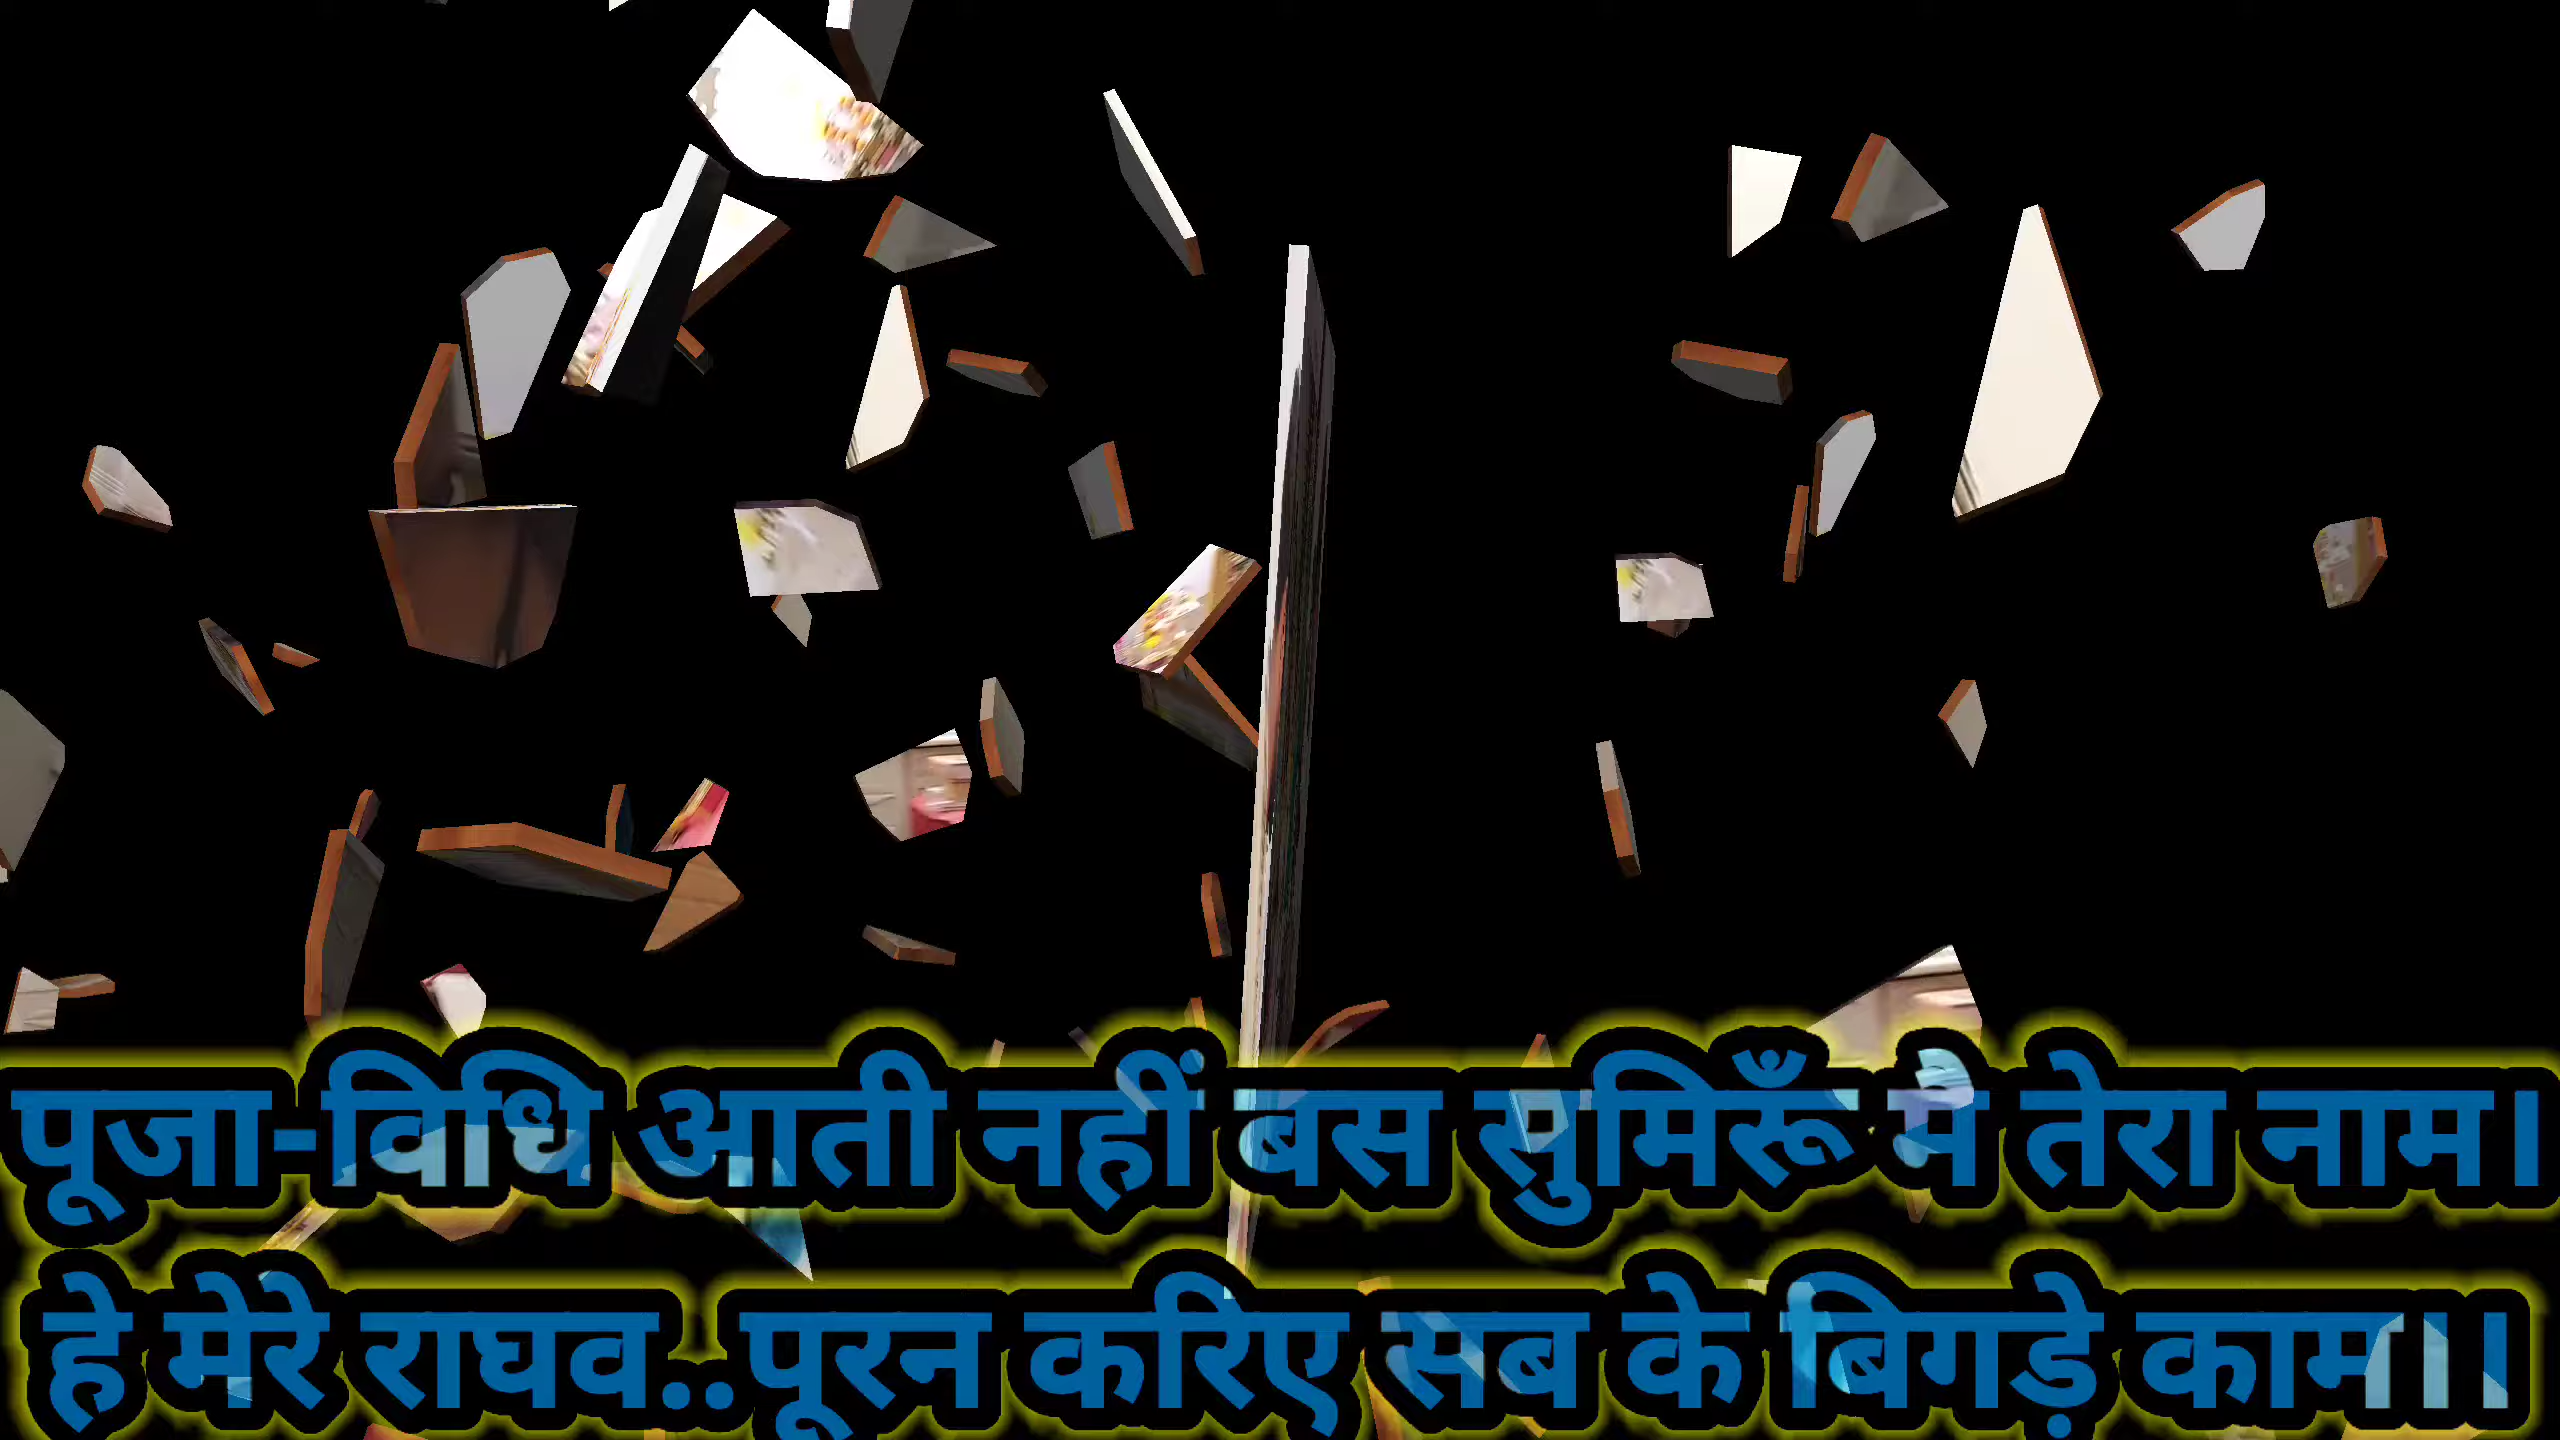 पूजा-विधि आती नहीं बस सुमिरूँ मै तेरा नाम।
हे मेरे राघव..पूरन करिए सब के बिगड़े काम।।